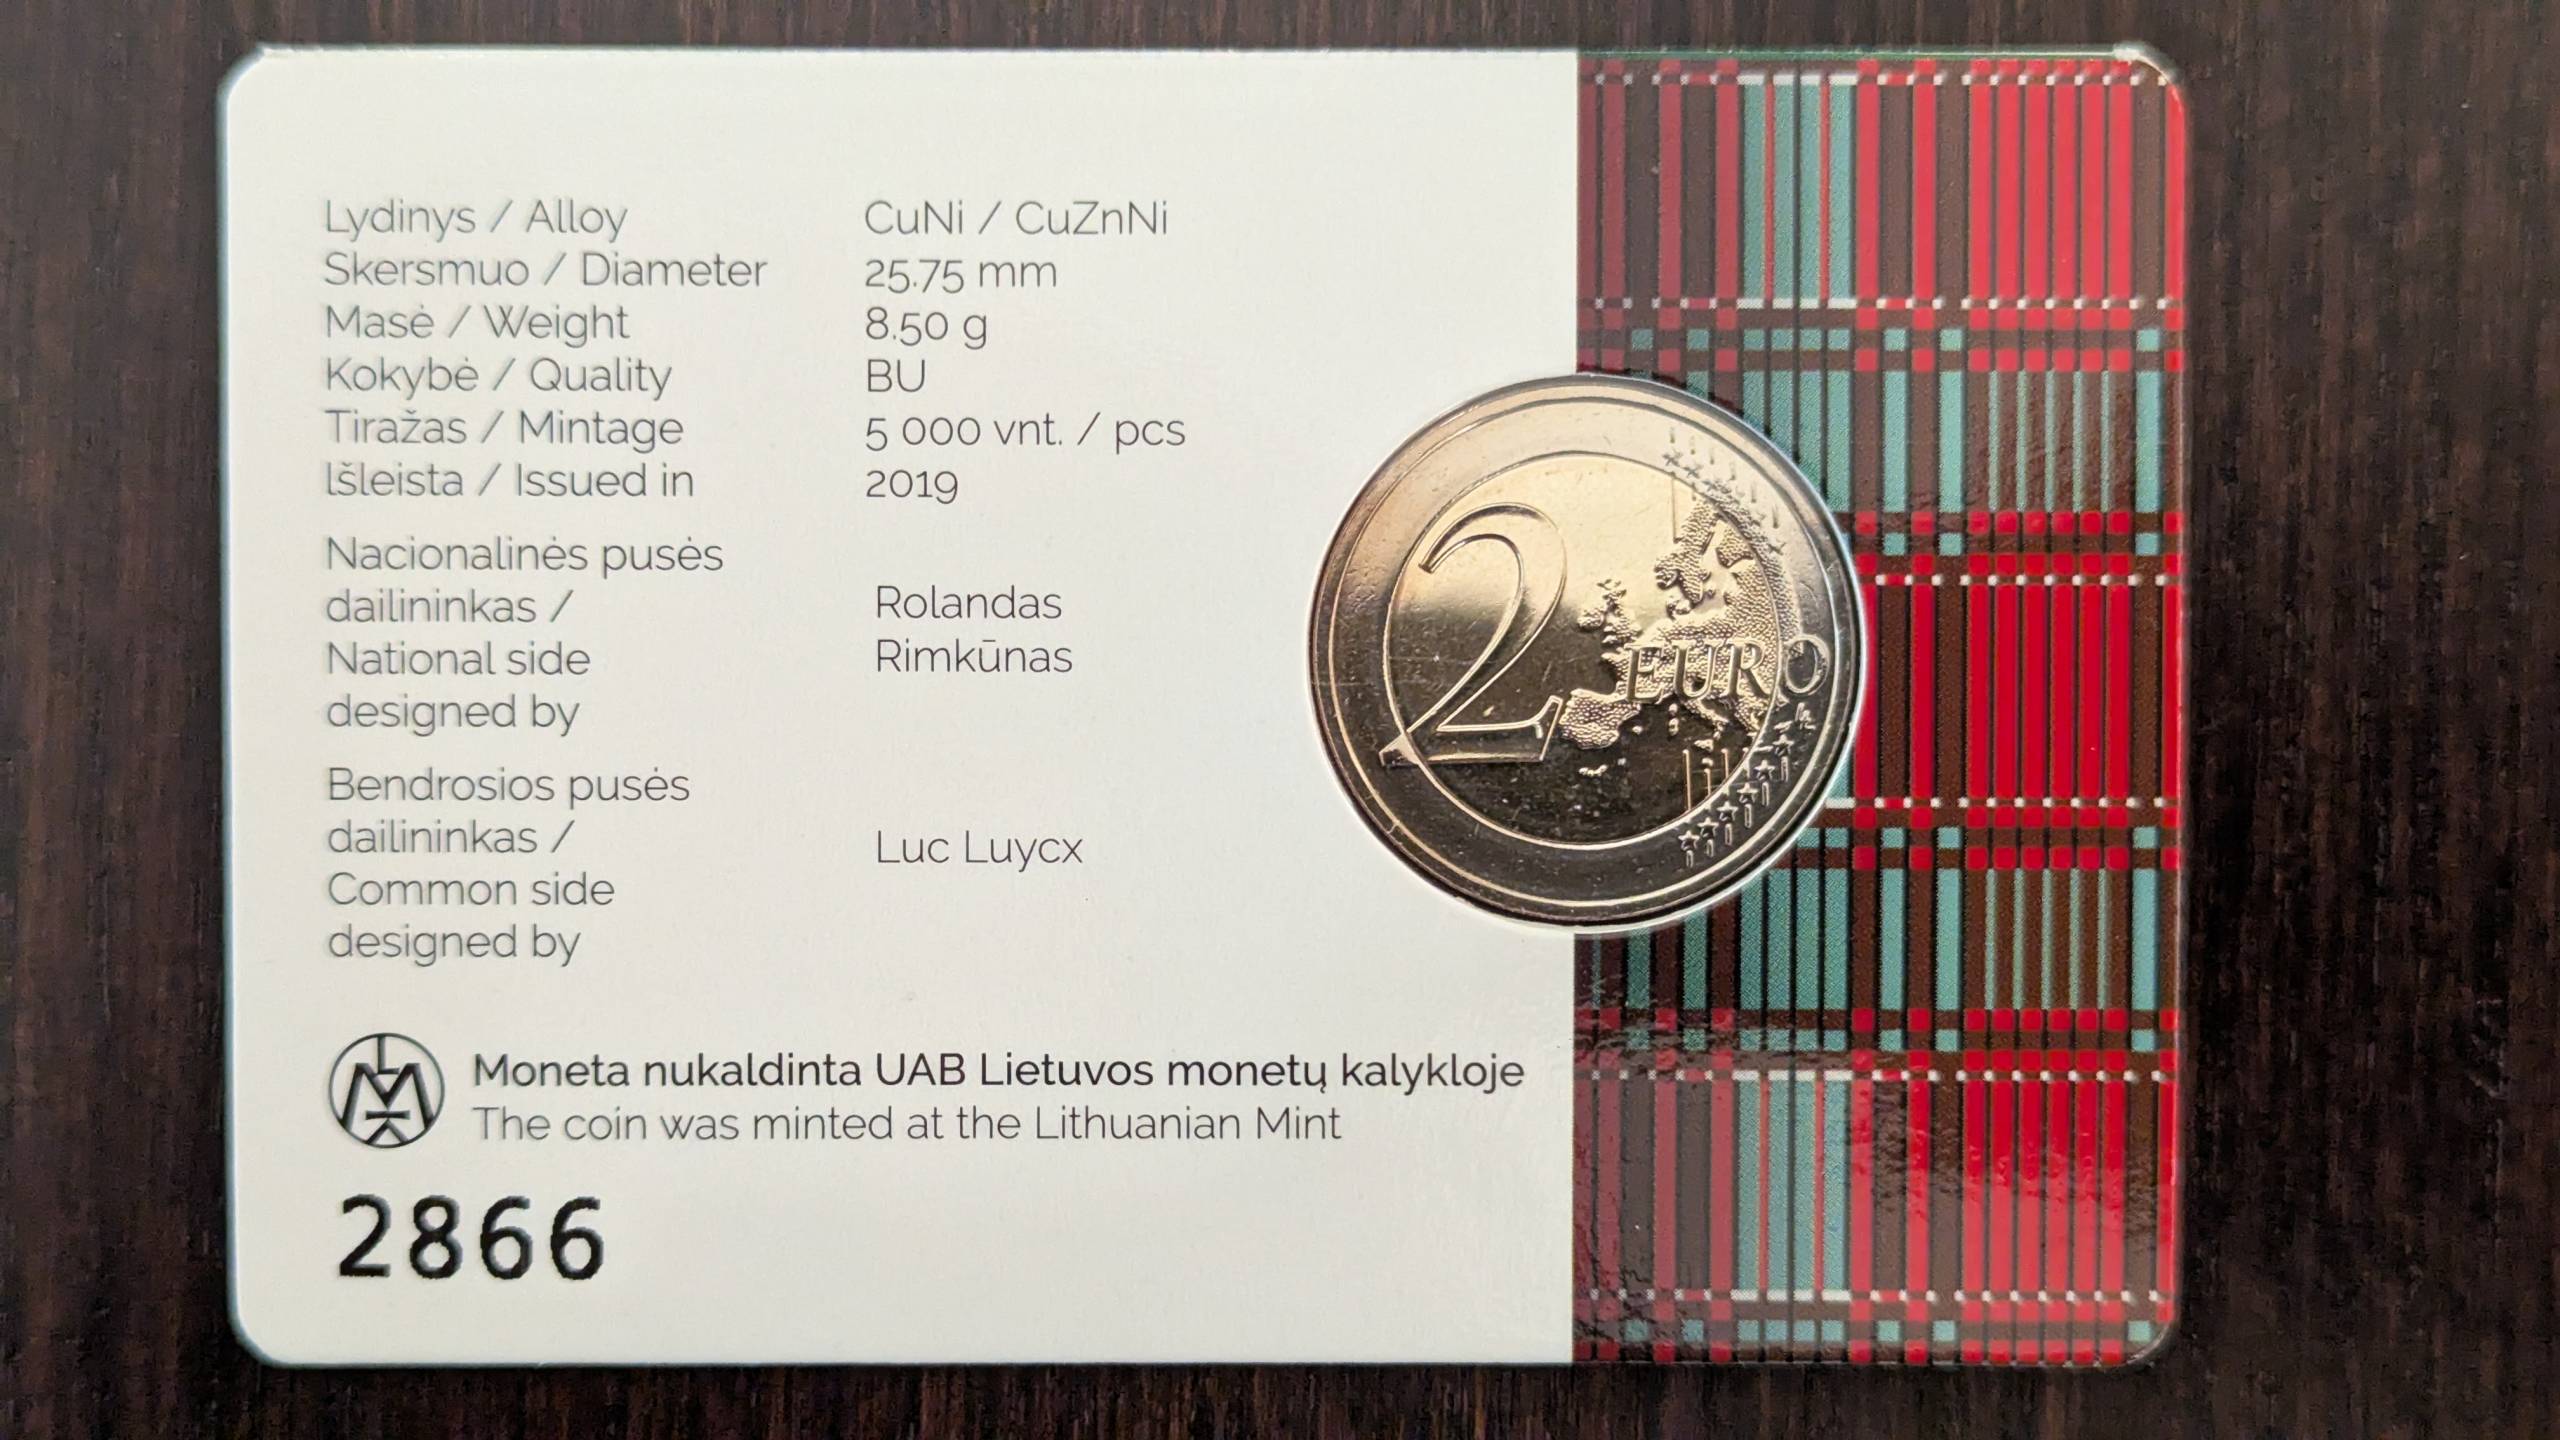 Lydinys / Alloy CuNi / CuZnNi
Skersmuo / Diameter 25.75 mm
Masė / Weight 8.50 g
Kokybė / Quality BU
Tiražas / Mintage 5 000 vnt. / pcs
Išleista / Issued in 2019
Nacionalinės pusės
dailininkas /
National side
designed by
Rolandas
Rimkūnas
Bendrosios pusės
dailininkas /
Common side
designed by
Luc Luycx
2 EURO
LL
LMK
Moneta nukaldinta UAB Lietuvos monetų kalykloje
The coin was minted at the Lithuanian Mint
2866